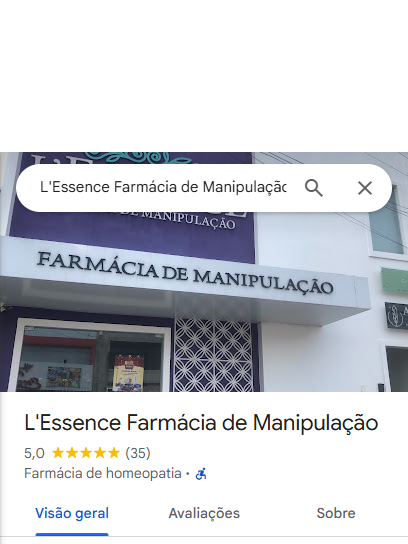 L'ESSENCE
L'Essence Farmácia de Manipulação
DE MANIPULAÇÃO
FARMÁCIA DE MANIPULAÇÃO
L'Essence Farmácia de Manipulação
5,0 ★★★★★ (35)
Farmácia de homeopatia ·
Visão geral
Avaliações
Sobre